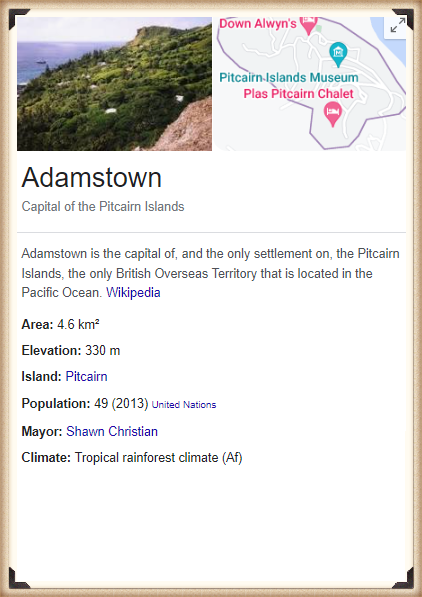 Down Alwyn's
Pitcairn Islands Museum
Plas Pitcairn Chalet
Adamstown
Capital of the Pitcairn Islands
Adamstown is the capital of, and the only settlement on, the Pitcairn
Islands, the only British Overseas Territory that is located in the
Pacific Ocean. Wikipedia
Area: 4.6 km²
Elevation: 330 m
Island: Pitcairn
Population: 49 (2013) United Nations
Mayor: Shawn Christian
Climate: Tropical rainforest climate (Af)